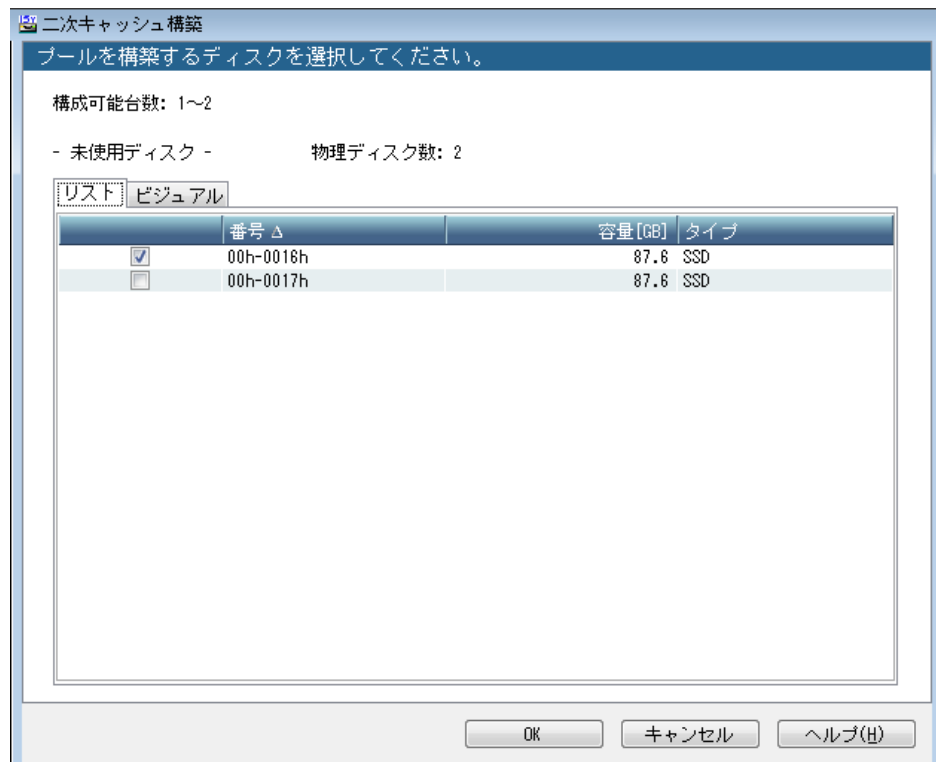 二次キャッシュ構築
プールを構築するディスクを選択してください。
構成可能台数: 1～2
- 未使用ディスク - 物理ディスク数: 2
リスト ビジュアル
番号 Δ 容量[GB] タイプ
00h-0016h 87.6 SSD
00h-0017h 87.6 SSD
OK キャンセル ヘルプ(H)